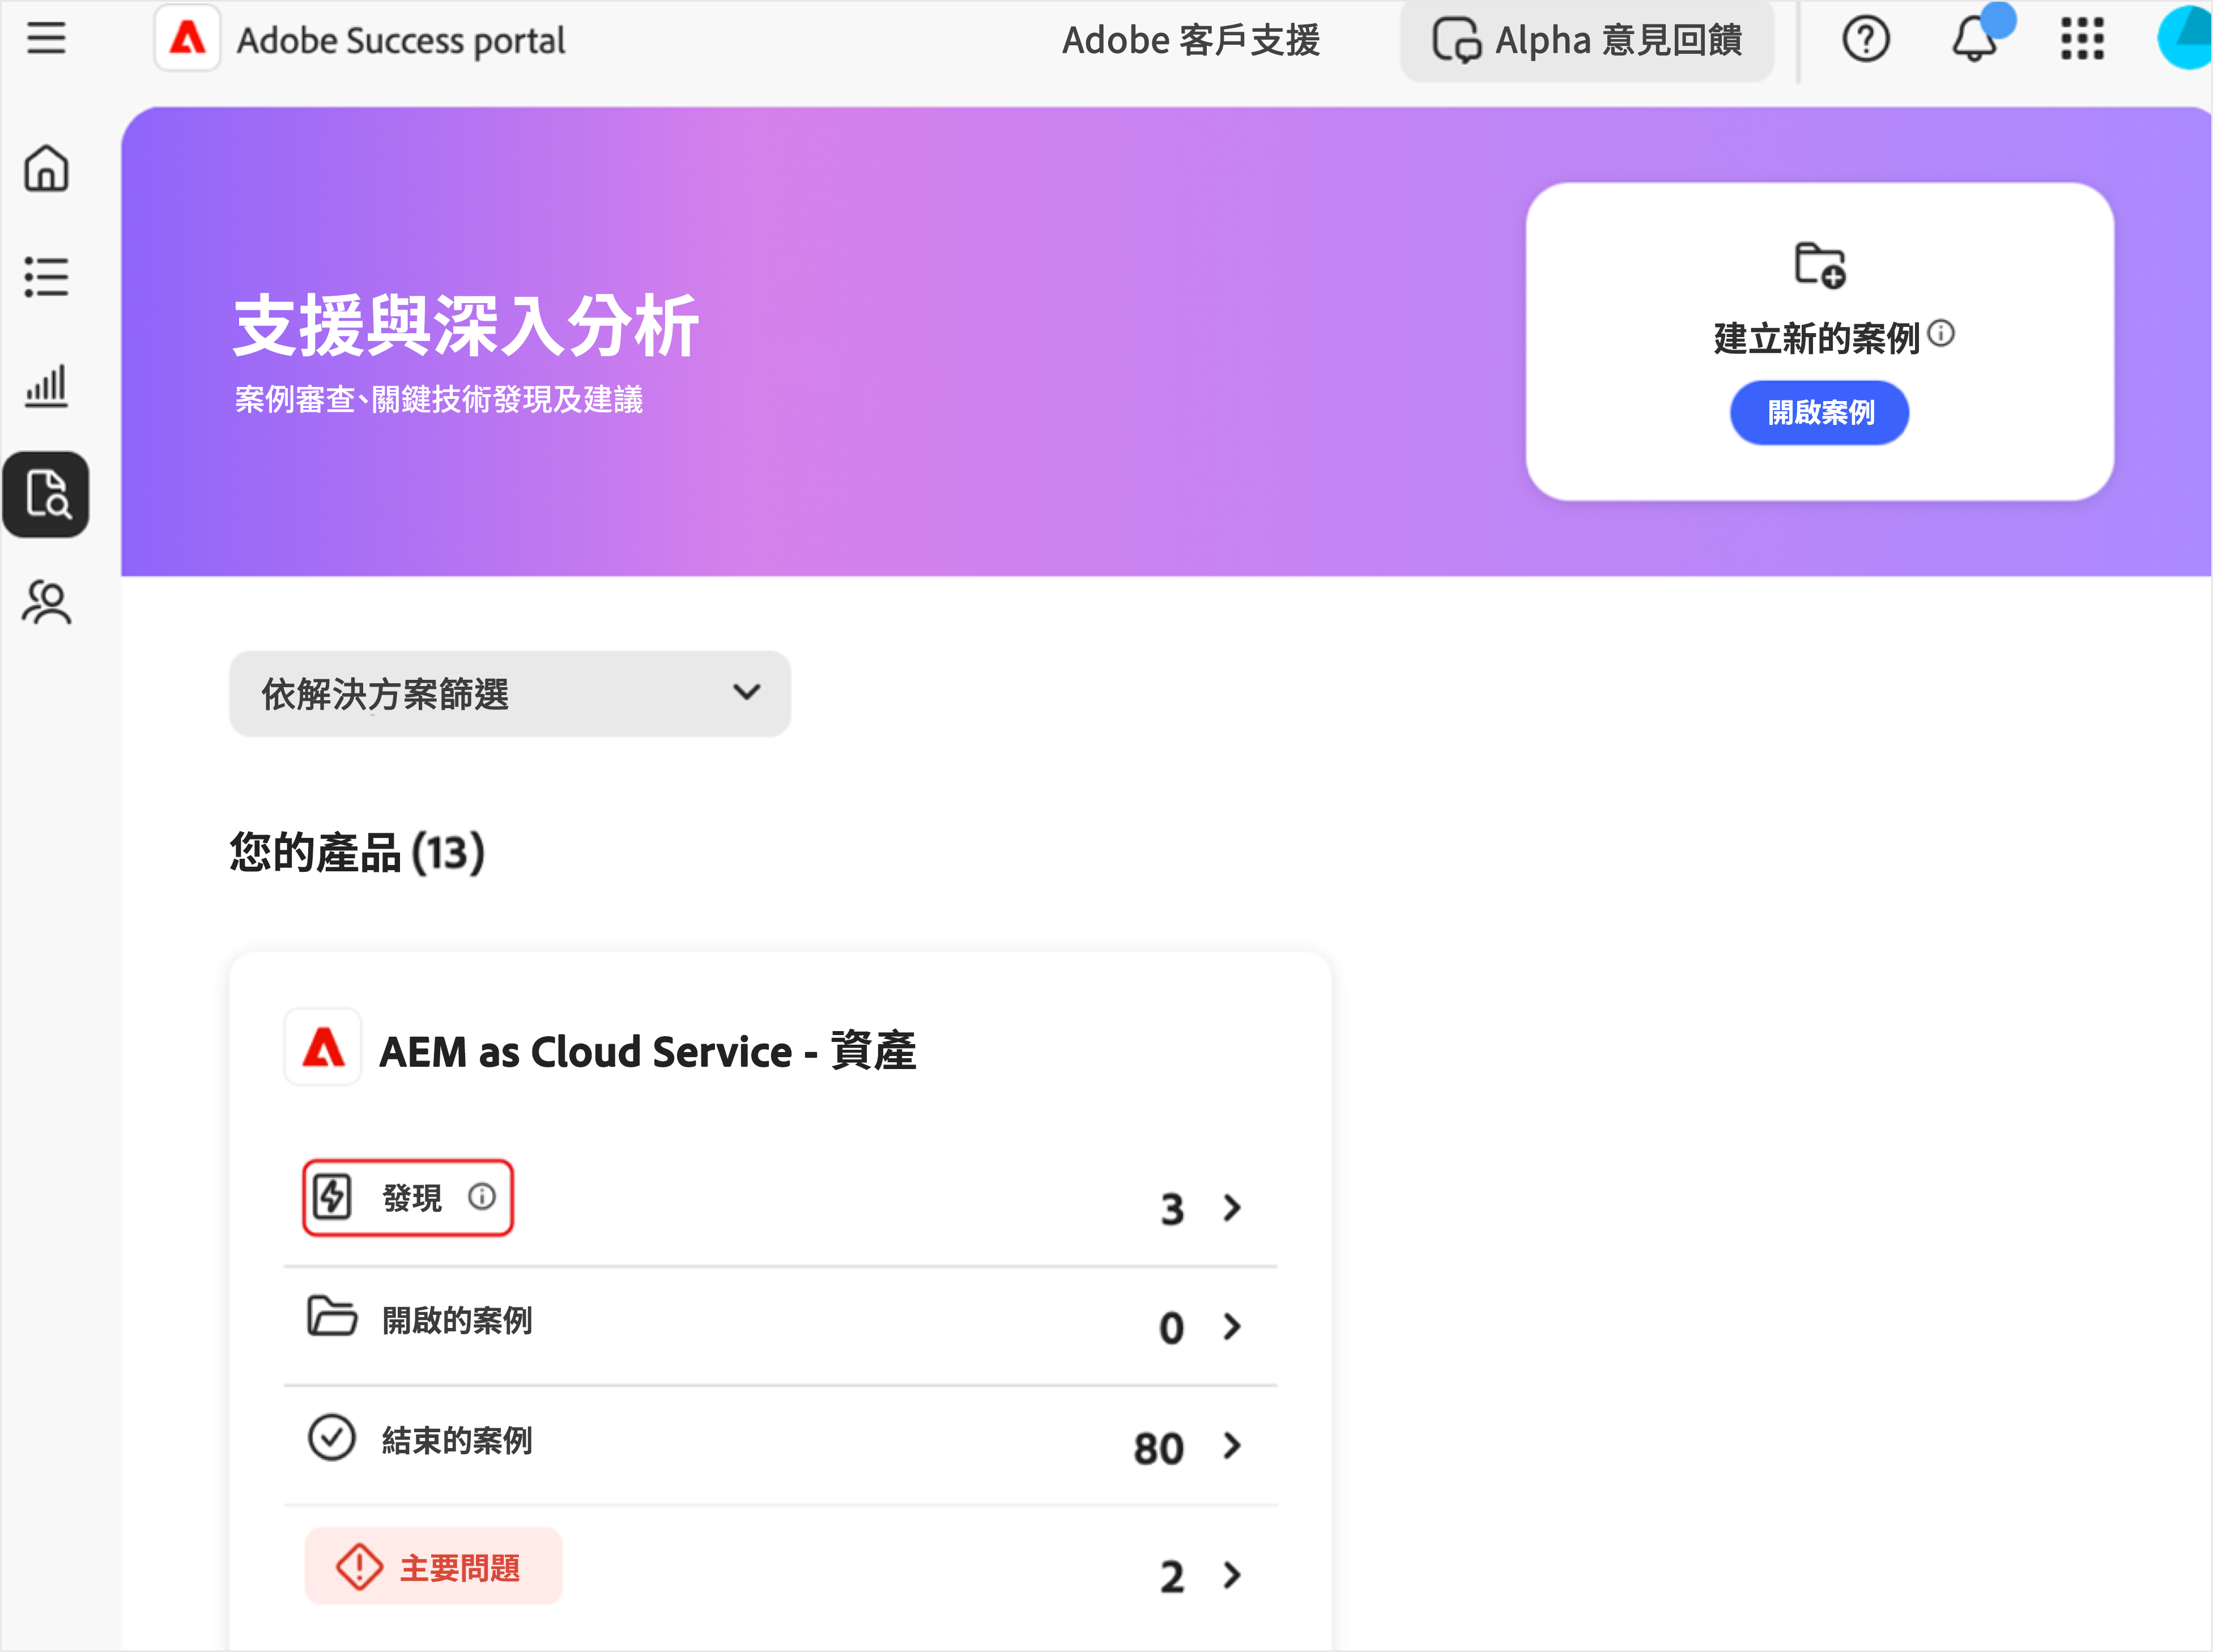 Adobe Success portal
Adobe 客戶支援
Alpha 意見回饋
支援與深入分析
案例審查、關鍵技術發現及建議
建立新的案例
開啟案例
依解決方案篩選
您的產品 (13)
AEM as Cloud Service - 資產
發現 3
開啟的案例 0
結束的案例 80
主要問題 2